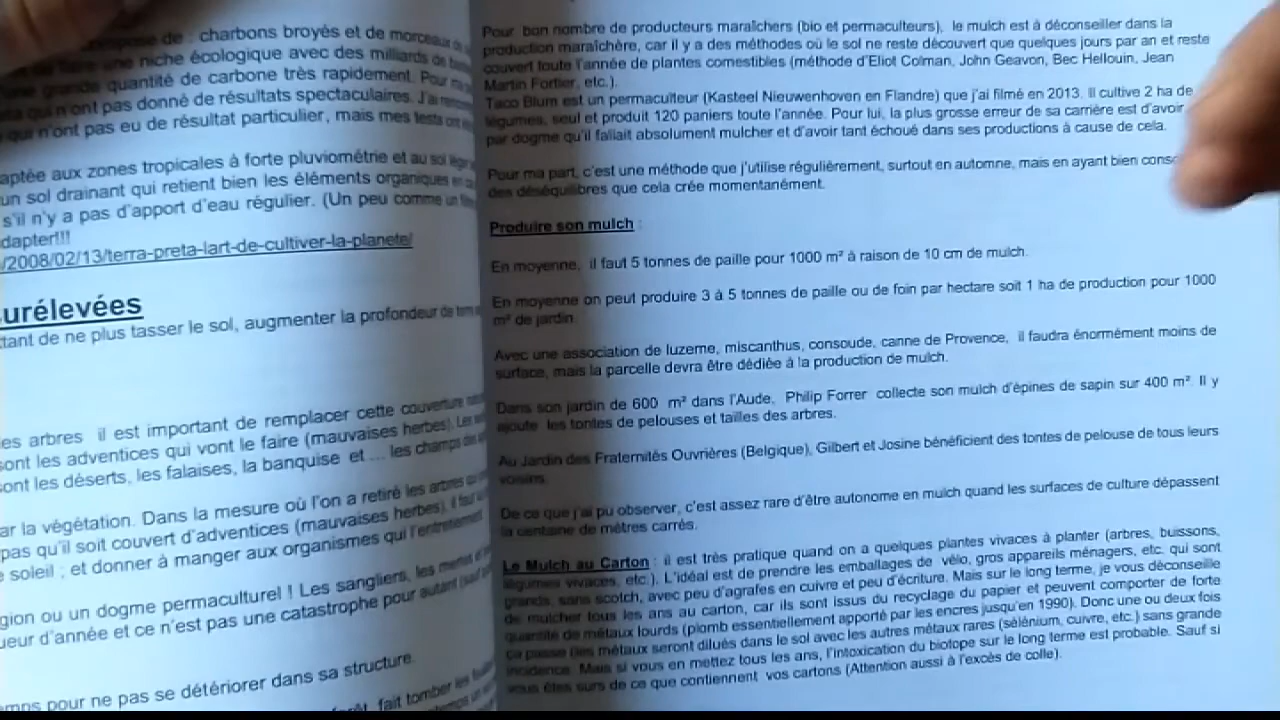 charbons broyés et de morceaux
niche écologique avec des milliards de
grande quantité de carbone très rapidement. Pour ma
qui n'ont pas donné de résultats spectaculaires. J'ai
qui n'ont pas eu de résultat particulier, mais mes tests ont
aptée aux zones tropicales à forte pluviométrie et au sol
un sol drainant qui retient bien les éléments organiques
s'il n'y a pas d'apport d'eau régulier. (Un peu comme un
dapter!!!
/2008/02/13/terra-preta-lart-de-cultiver-la-planete/
urélevées
tant de ne plus tasser le sol, augmenter la profondeur de
es arbres il est important de remplacer cette couverture
sont les adventices qui vont le faire (mauvaises herbes). Les
ont les déserts, les falaises, la banquise et ... les champs
ar la végétation. Dans la mesure où l'on a retiré les arbres
pas qu'il soit couvert d'adventices (mauvaises herbes). Il faut
soleil ; et donner à manger aux organismes qui l'entretiennent
gion ou un dogme permaculturel ! Les sangliers, les
ueur d'année et ce n'est pas une catastrophe pour autant (sauf
mps pour ne pas se détériorer dans sa structure.
fait tomber les
Pour bon nombre de producteurs maraîchers (bio et permaculteurs), le mulch est à déconseiller dans la
production maraîchère, car il y a des méthodes où le sol ne reste découvert que quelques jours par an et reste
couvert toute l'année de plantes comestibles (méthode d'Eliot Colman, John Geavon, Bec Hellouin, Jean
Martin Fortier, etc.).
Taco Blum est un permaculteur (Kasteel Nieuwenhoven en Flandre) que j'ai filmé en 2013. Il cultive 2 ha de
légumes, seul et produit 120 paniers toute l'année. Pour lui, la plus grosse erreur de sa carrière est d'avoir
par dogme qu'il fallait absolument mulcher et d'avoir tant échoué dans ses productions à cause de cela.
Pour ma part, c'est une méthode que j'utilise régulièrement, surtout en automne, mais en ayant bien
des déséquilibres que cela crée momentanément.
Produire son mulch :
En moyenne, il faut 5 tonnes de paille pour 1000 m² à raison de 10 cm de mulch.
En moyenne on peut produire 3 à 5 tonnes de paille ou de foin par hectare soit 1 ha de production pour 1000
m² de jardin.
Avec une association de luzerne, miscanthus, consoude, canne de Provence, il faudra énormément moins de
surface, mais la parcelle devra être dédiée à la production de mulch.
Dans son jardin de 600 m² dans l'Aude, Philip Forrer collecte son mulch d'épines de sapin sur 400 m². Il y
ajoute les tontes de pelouses et tailles des arbres.
Au Jardin des Fraternités Ouvrières (Belgique), Gilbert et Josine bénéficient des tontes de pelouse de tous leurs
voisins.
De ce que j'ai pu observer, c'est assez rare d'être autonome en mulch quand les surfaces de culture dépassent
la centaine de mètres carrés.
Le Mulch au Carton : il est très pratique quand on a quelques plantes vivaces à planter (arbres, buissons,
légumes vivaces, etc.). L'idéal est de prendre les emballages de vélo, gros appareils ménagers, etc. qui sont
grands, sans scotch, avec peu d'agrafes en cuivre et peu d'écriture. Mais sur le long terme, je vous déconseille
de mulcher tous les ans au carton, car ils sont issus du recyclage du papier et peuvent comporter de forte
quantité de métaux lourds (plomb essentiellement apporté par les encres jusqu'en 1990). Donc une ou deux fois
ça passe (les métaux seront dilués dans le sol avec les autres métaux rares (sélénium, cuivre, etc.) sans grande
incidence. Mais si vous en mettez tous les ans, l'intoxication du biotope sur le long terme est probable. Sauf si
vous êtes surs de ce que contiennent vos cartons (Attention aussi à l'excès de colle).